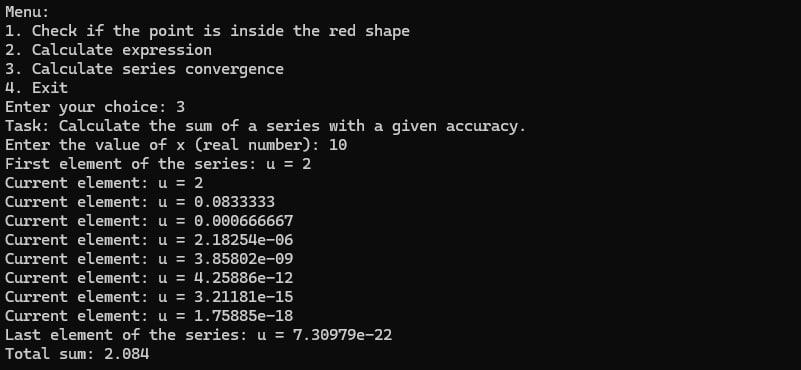 Menu:
1. Check if the point is inside the red shape
2. Calculate expression
3. Calculate series convergence
4. Exit
Enter your choice: 3
Task: Calculate the sum of a series with a given accuracy.
Enter the value of x (real number): 10
First element of the series: u = 2
Current element: u = 2
Current element: u = 0.0833333
Current element: u = 0.000666667
Current element: u = 2.18254e-06
Current element: u = 3.85802e-09
Current element: u = 4.25886e-12
Current element: u = 3.21181e-15
Current element: u = 1.75885e-18
Last element of the series: u = 7.30979e-22
Total sum: 2.084